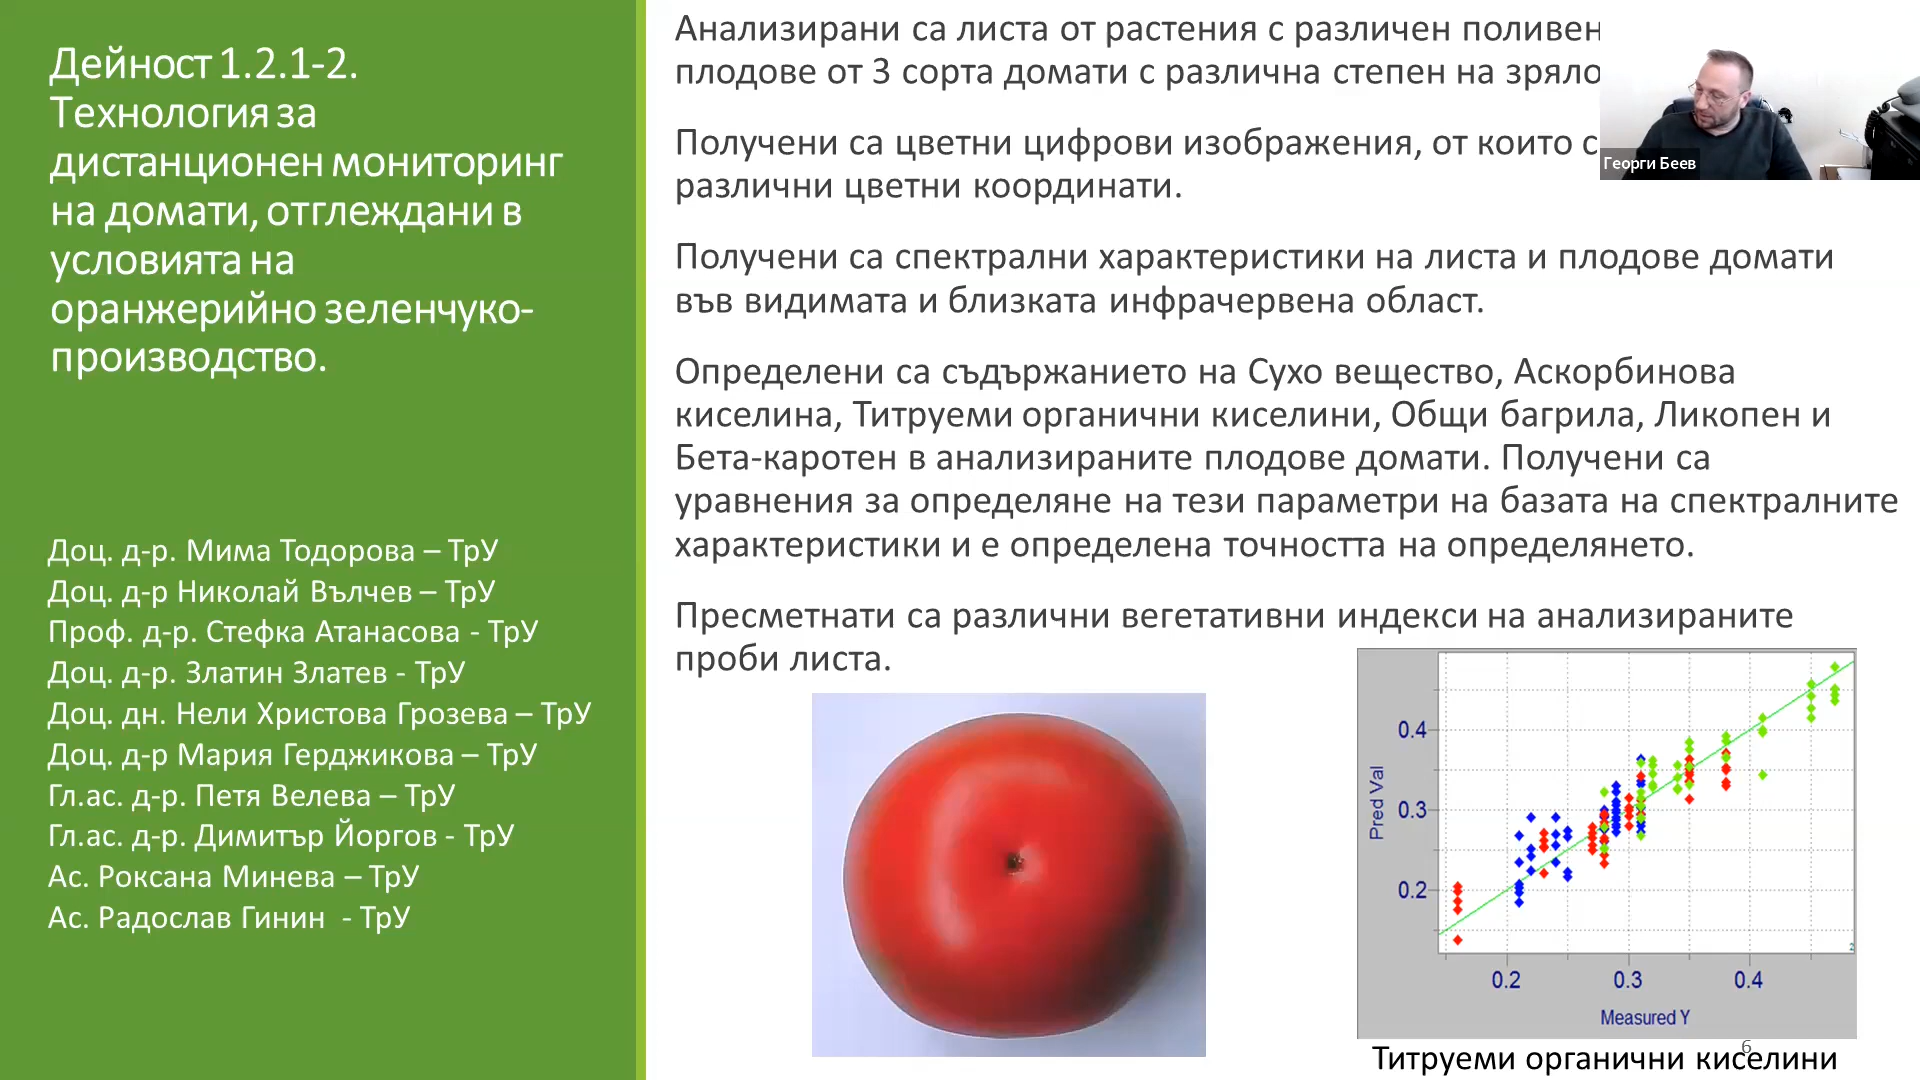 Дейност 1.2.1-2.
Технология за
дистанционен мониторинг
на домати, отглеждани в
условията на
оранжерийно зеленчуко-
производство.
Доц. д-р. Мима Тодорова – ТрУ
Доц. д-р Николай Вълчев – ТрУ
Проф. д-р. Стефка Атанасова - ТрУ
Доц. д-р. Златин Златев - ТрУ
Доц. дн. Нели Христова Грозева – ТрУ
Доц. д-р Мария Герджикова – ТрУ
Гл.ас. д-р. Петя Велева – ТрУ
Гл.ас. д-р. Димитър Йоргов - ТрУ
Ас. Роксана Минева – ТрУ
Ас. Радослав Гинин - ТрУ
Анализирани са листа от растения с различен поливен
плодове от 3 сорта домати с различна степен на
Получени са цветни цифрови изображения, от които
различни цветни координати.
Получени са спектрални характеристики на листа и плодове домати
във видимата и близката инфрачервена област.
Определени са съдържанието на Сухо вещество, Аскорбинова
киселина, Титруеми органични киселини, Общи багрила, Ликопен и
Бета-каротен в анализираните плодове домати. Получени са
уравнения за определяне на тези параметри на базата на спектралните
характеристики и е определена точността на определянето.
Пресметнати са различни вегетативни индекси на анализираните
проби листа.
Георги Беев
Pred Val
0.4
0.3
0.2
0.2 0.3 0.4
Measured Y
6
Титруеми органични киселини